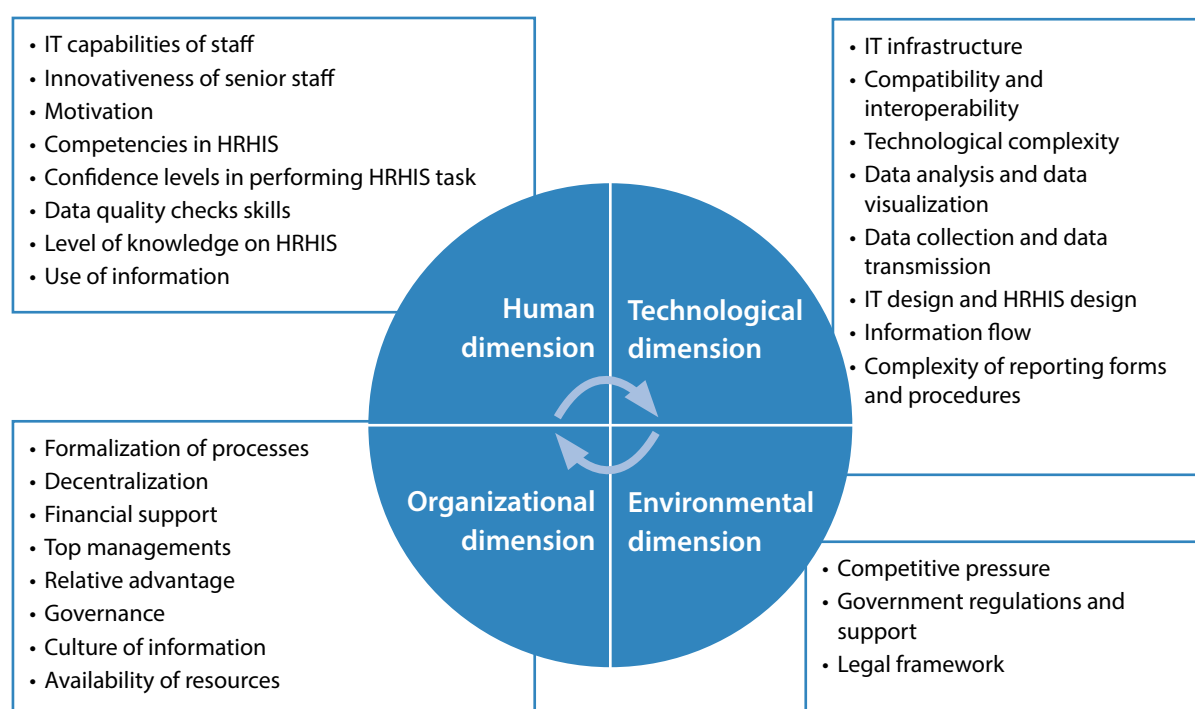 • IT capabilities of staff
• Innovativeness of senior staff
• Motivation
• Competencies in HRHIS
• Confidence levels in performing HRHIS task
• Data quality checks skills
• Level of knowledge on HRHIS
• Use of information
• IT infrastructure
• Compatibility and
interoperability
• Technological complexity
• Data analysis and data
visualization
• Data collection and data
transmission
• IT design and HRHIS design
• Information flow
• Complexity of reporting forms
and procedures
Human
dimension
Technological
dimension
Organizational
dimension
Environmental
dimension
• Formalization of processes
• Decentralization
• Financial support
• Top managements
• Relative advantage
• Governance
• Culture of information
• Availability of resources
• Competitive pressure
• Government regulations and
support
• Legal framework